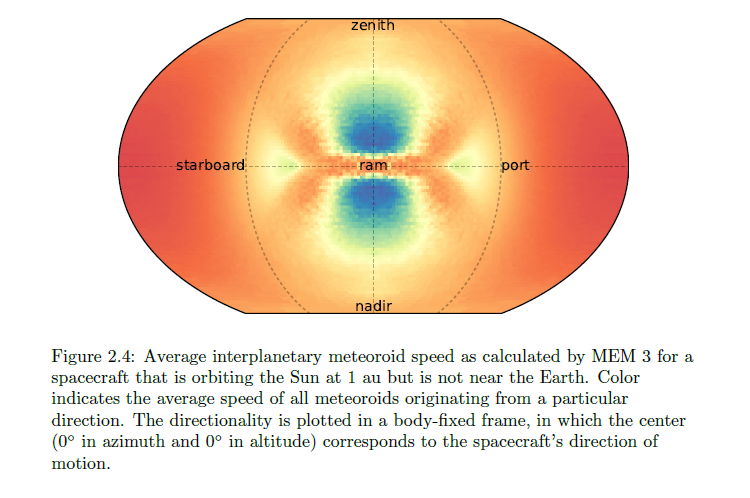 zenith
starboard
ram
port
nadir
Figure 2.4: Average interplanetary meteoroid speed as calculated by MEM 3 for a
spacecraft that is orbiting the Sun at 1 au but is not near the Earth. Color
indicates the average speed of all meteoroids originating from a particular
direction. The directionality is plotted in a body-fixed frame, in which the center
(0° in azimuth and 0° in altitude) corresponds to the spacecraft's direction of
motion.